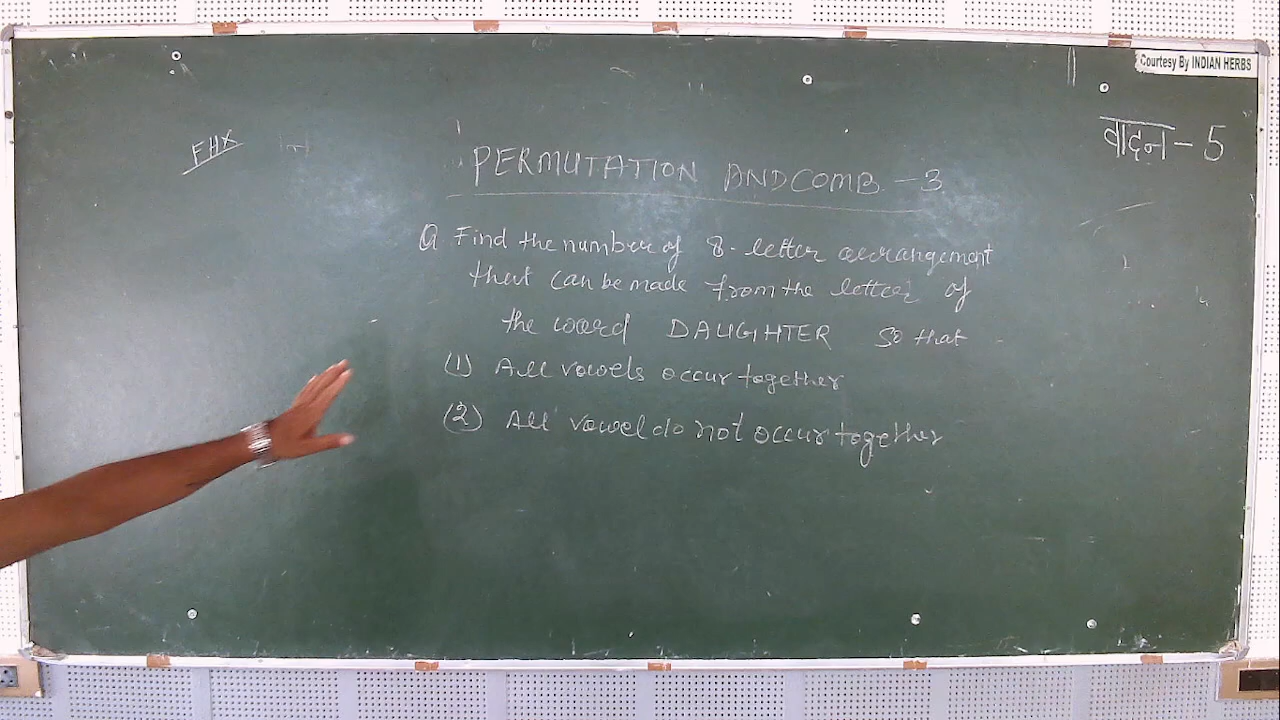 Courtesy By INDIAN HERBS
वादन - 5
PERMUTATION AND COMB - 3
Q Find the number of 8-letter arrangement
that can be made from the letter of
the word DAUGHTER so that
(1) All vowels occur together
(2) All vowel do not occur together